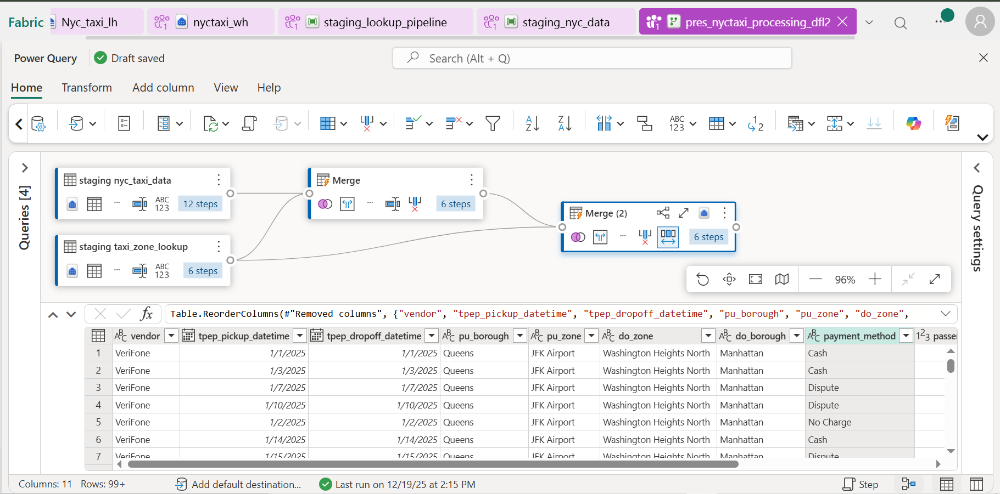 Fabric
Nyc_taxi_lh
nyctaxi_wh
staging_lookup_pipeline
staging_nyc_data
pres_nyctaxi_processing_dfl2
Power Query
Draft saved
Search (Alt + Q)
Home
Transform
Add column
View
Help
Queries [4]
staging nyc_taxi_data
ABC
123
12 steps
Merge
6 steps
Merge (2)
6 steps
staging taxi_zone_lookup
ABC
123
6 steps
96%
Query settings
fx
Table.ReorderColumns(#"Removed columns", {"vendor", "tpep_pickup_datetime", "tpep_dropoff_datetime", "pu_borough", "pu_zone", "do_zone",
vendor tpep_pickup_datetime tpep_dropoff_datetime pu_borough pu_zone do_zone do_borough payment_method passer
1 VeriFone 1/1/2025 1/1/2025 Queens JFK Airport Washington Heights North Manhattan Cash
2 VeriFone 1/3/2025 1/3/2025 Queens JFK Airport Washington Heights North Manhattan Cash
3 VeriFone 1/7/2025 1/7/2025 Queens JFK Airport Washington Heights North Manhattan Dispute
4 VeriFone 1/10/2025 1/10/2025 Queens JFK Airport Washington Heights North Manhattan Dispute
5 VeriFone 1/2/2025 1/2/2025 Queens JFK Airport Washington Heights North Manhattan No Charge
6 VeriFone 1/14/2025 1/14/2025 Queens JFK Airport Washington Heights North Manhattan Cash
7 VeriFone 1/15/2025 1/15/2025 Queens JFK Airport Washington Heights North Manhattan Dispute
Columns: 11 Rows: 99+
Add default destination...
Last run on 12/19/25 at 2:15 PM
Step